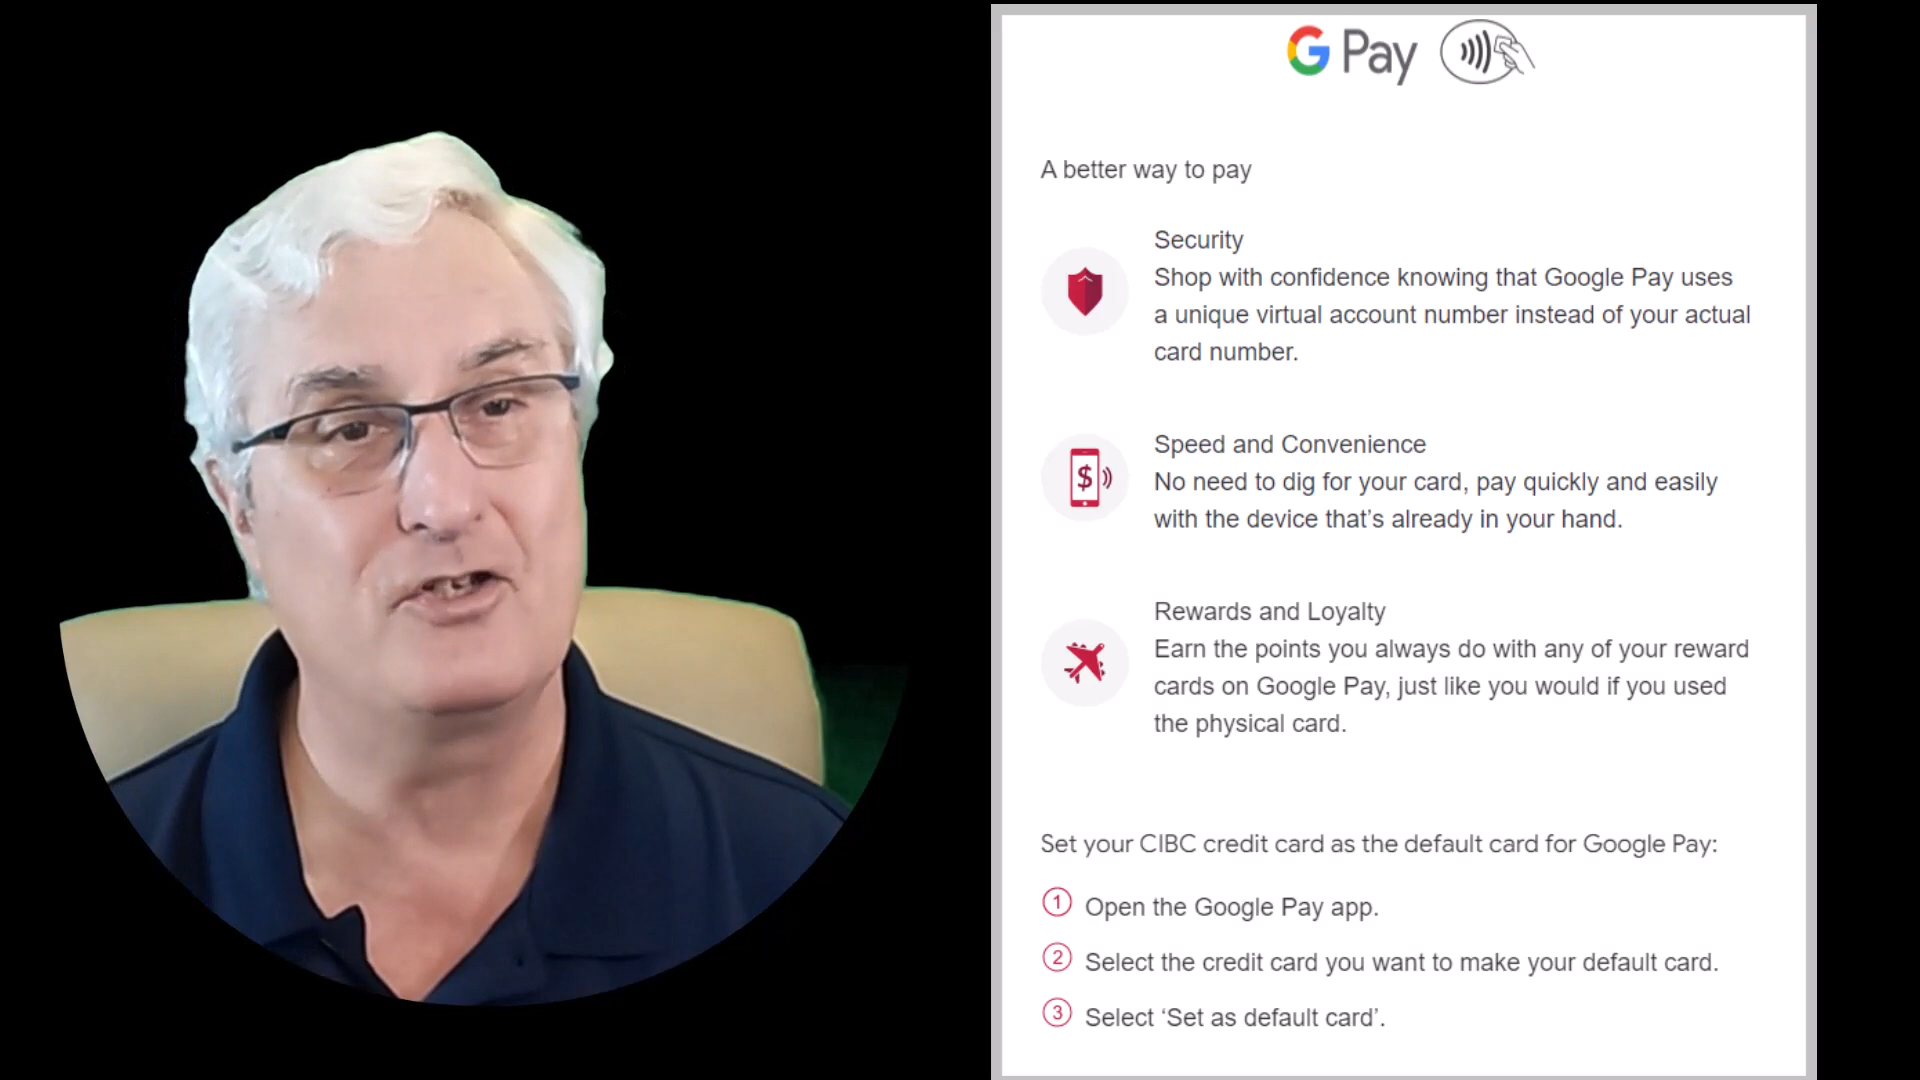 G Pay
A better way to pay
Security
Shop with confidence knowing that Google Pay uses
a unique virtual account number instead of your actual
card number.
$
Speed and Convenience
No need to dig for your card, pay quickly and easily
with the device that’s already in your hand.
Rewards and Loyalty
Earn the points you always do with any of your reward
cards on Google Pay, just like you would if you used
the physical card.
Set your CIBC credit card as the default card for Google Pay:
1 Open the Google Pay app.
2 Select the credit card you want to make your default card.
3 Select ‘Set as default card’.